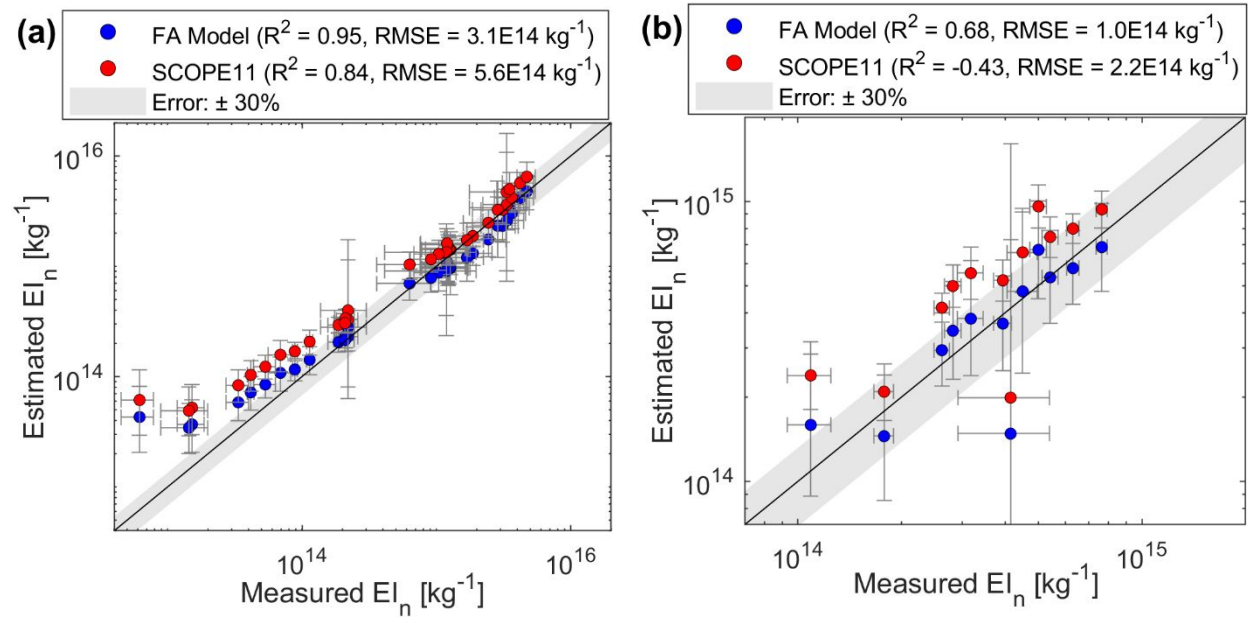 (a)
FA Model (R² = 0.95, RMSE = 3.1E14 kg⁻¹)
SCOPE11 (R² = 0.84, RMSE = 5.6E14 kg⁻¹)
Error: ± 30%
10¹⁶
10¹⁴
Estimated EIₙ [kg⁻¹]
10¹⁴
10¹⁶
Measured EIₙ [kg⁻¹]
(b)
FA Model (R² = 0.68, RMSE = 1.0E14 kg⁻¹)
SCOPE11 (R² = -0.43, RMSE = 2.2E14 kg⁻¹)
Error: ± 30%
10¹⁵
10¹⁴
Estimated EIₙ [kg⁻¹]
10¹⁴
10¹⁵
Measured EIₙ [kg⁻¹]